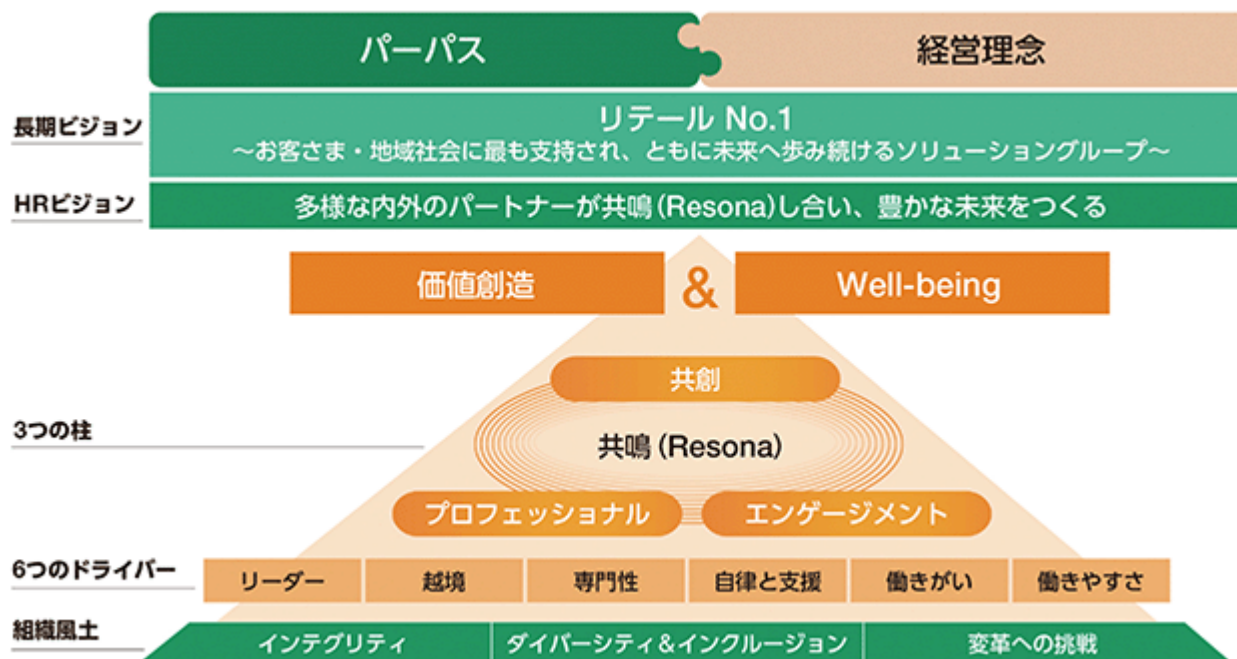 パーパス
経営理念
長期ビジョン
リテール No.1
～お客さま・地域社会に最も支持され、ともに未来へ歩み続けるソリューショングループ～
HRビジョン
多様な内外のパートナーが共鳴(Resona)し合い、豊かな未来をつくる
価値創造
&
Well-being
共創
3つの柱
共鳴(Resona)
プロフェッショナル
エンゲージメント
6つのドライバー
リーダー
越境
専門性
自律と支援
働きがい
働きやすさ
組織風土
インテグリティ
ダイバーシティ&インクルージョン
変革への挑戦